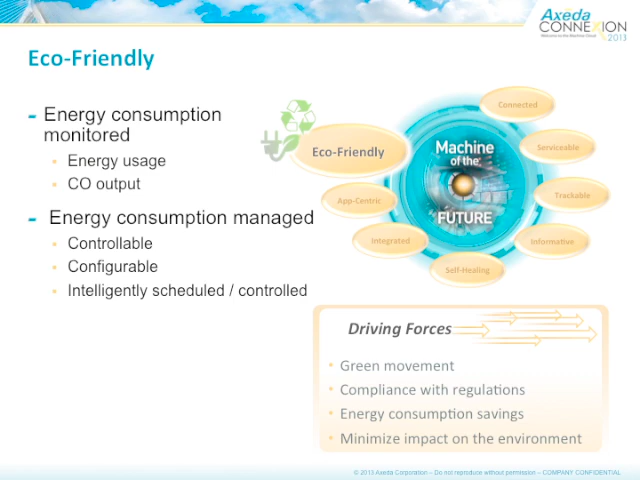 Axeda
CONNEXION
Welcome to the Machine Cloud
2013
Eco-Friendly
Energy consumption
monitored
Energy usage
CO output
Energy consumption managed
Controllable
Configurable
Intelligently scheduled / controlled
Connected
Eco-Friendly
Machine
of the
FUTURE
Serviceable
App-Centric
Trackable
Integrated
Informative
Self-Healing
Driving Forces
Green movement
Compliance with regulations
Energy consumption savings
Minimize impact on the environment
© 2013 Axeda Corporation – Do not reproduce without permission – COMPANY CONFIDENTIAL